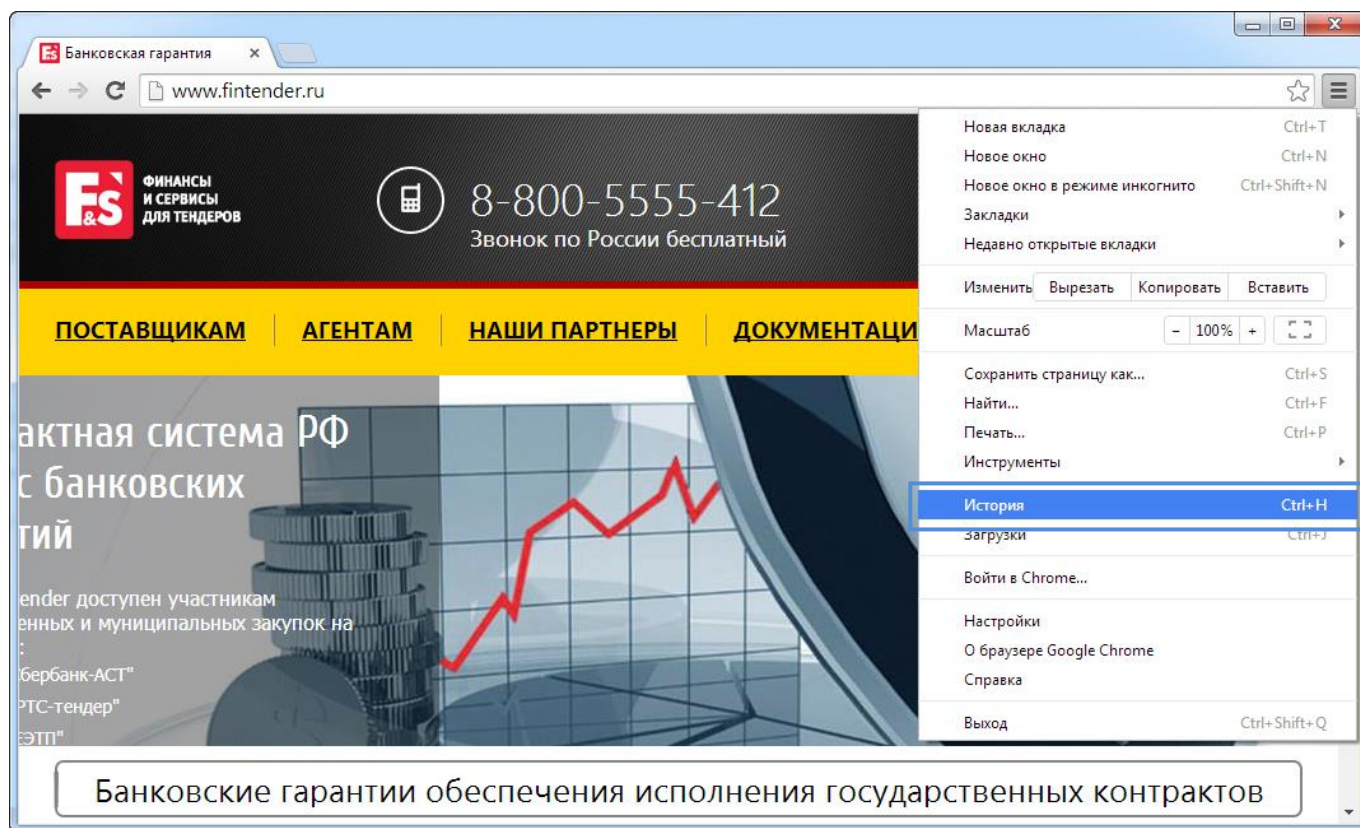 Банковская гарантия
www.fintender.ru
F&S
ФИНАНСЫ
И СЕРВИСЫ
ДЛЯ ТЕНДЕРОВ
8-800-5555-412
Звонок по России бесплатный
ПОСТАВЩИКАМ АГЕНТАМ НАШИ ПАРТНЕРЫ ДОКУМЕНТАЦИ
актная система РФ
с банковских
тий
ender доступен участникам
енных и муниципальных закупок на
:
бербанк-АСТ"
РТС-тендер"
ЕЭТП"
Банковские гарантии обеспечения исполнения государственных контрактов
Новая вкладка Ctrl+T
Новое окно Ctrl+N
Новое окно в режиме инкогнито Ctrl+Shift+N
Закладки
Недавно открытые вкладки
Изменить Вырезать Копировать Вставить
Масштаб - 100% +
Сохранить страницу как... Ctrl+S
Найти... Ctrl+F
Печать... Ctrl+P
Инструменты
История Ctrl+H
Загрузки Ctrl+J
Войти в Chrome...
Настройки
О браузере Google Chrome
Справка
Выход Ctrl+Shift+Q